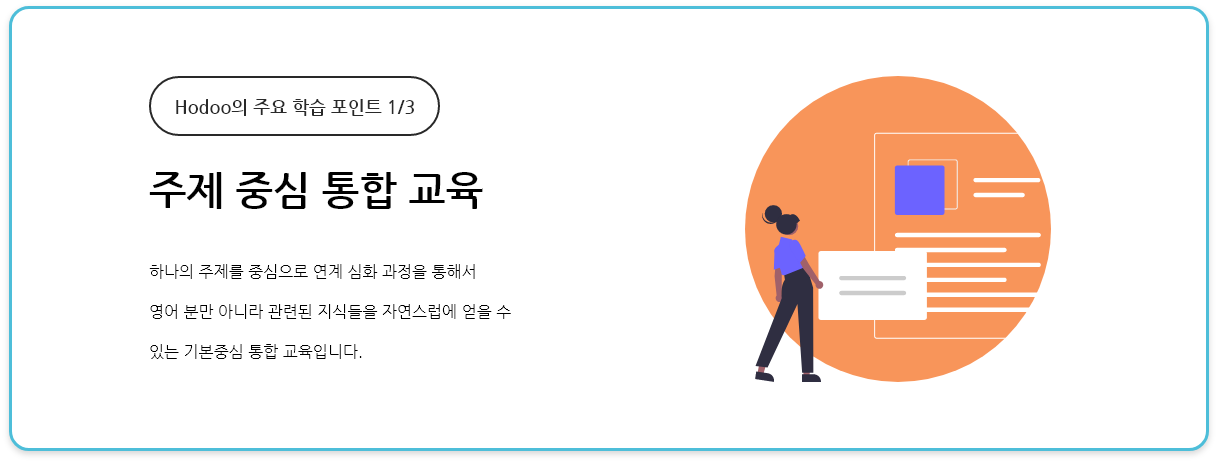 Hodoo의 주요 학습 포인트 1/3
주제 중심 통합 교육
하나의 주제를 중심으로 연계 심화 과정을 통해서
영어 분만 아니라 관련된 지식들을 자연스럽에 얻을 수
있는 기본중심 통합 교육입니다.